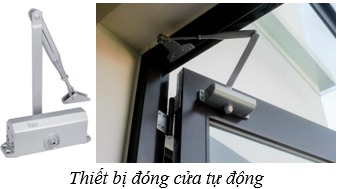 Thiết bị đóng cửa tự động